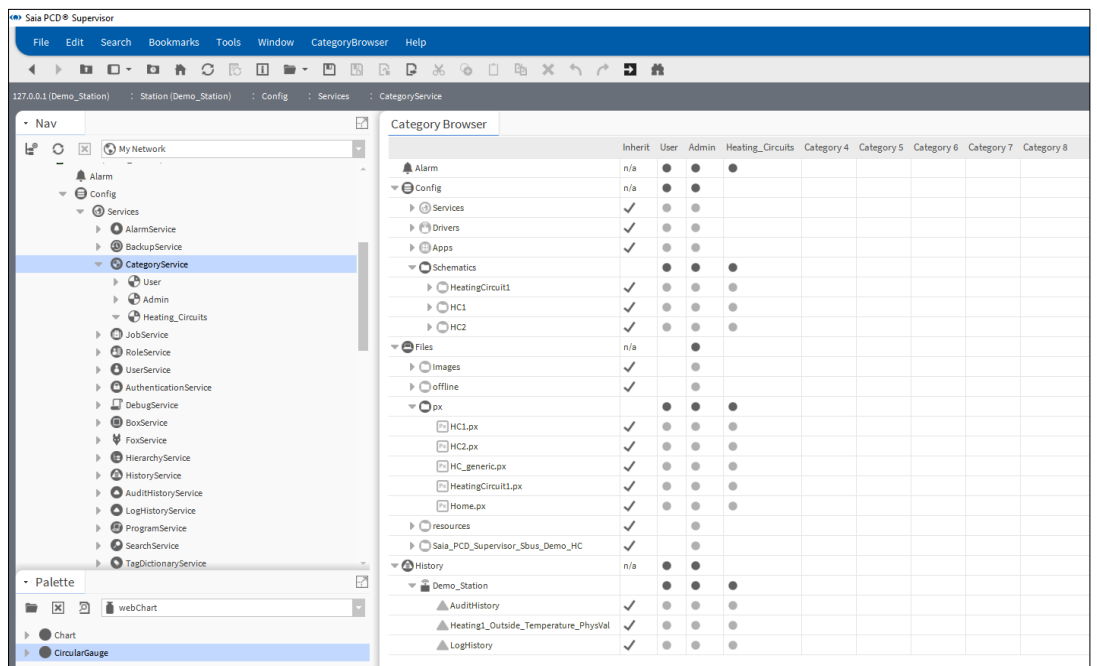 Saia PCD® Supervisor
File Edit Search Bookmarks Tools Window CategoryBrowser Help
127.0.0.1 (Demo_Station) : Station (Demo_Station) : Config : Services : CategoryService
Nav
My Network
Alarm
Config
Services
AlarmService
BackupService
CategoryService
User
Admin
Heating_Circuits
JobService
RoleService
UserService
AuthenticationService
DebugService
BoxService
FoxService
HierarchyService
HistoryService
AuditHistoryService
LogHistoryService
ProgramService
SearchService
TagDictionaryService
Palette
webChart
Chart
CircularGauge
Category Browser
Inherit User Admin Heating_Circuits Category 4 Category 5 Category 6 Category 7 Category 8
Alarm n/a
Config n/a
Services
Drivers
Apps
Schematics
HeatingCircuit1
HC1
HC2
Files n/a
Images
offline
px
Px HC1.px
Px HC2.px
Px HC_generic.px
Px HeatingCircuit1.px
Px Home.px
resources
Saia_PCD_Supervisor_Sbus_Demo_HC
History n/a
Demo_Station
AuditHistory
Heating1_Outside_Temperature_PhysVal
LogHistory